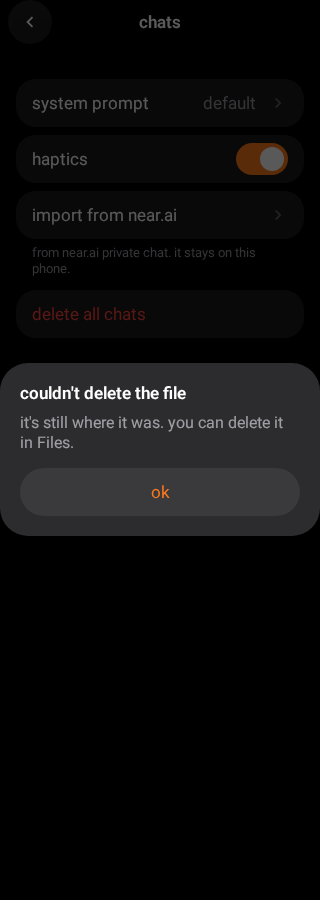 chats
system prompt default
haptics
import from near.ai
from near.ai private chat. it stays on this
phone.
delete all chats
couldn't delete the file
it's still where it was. you can delete it
in Files.
ok